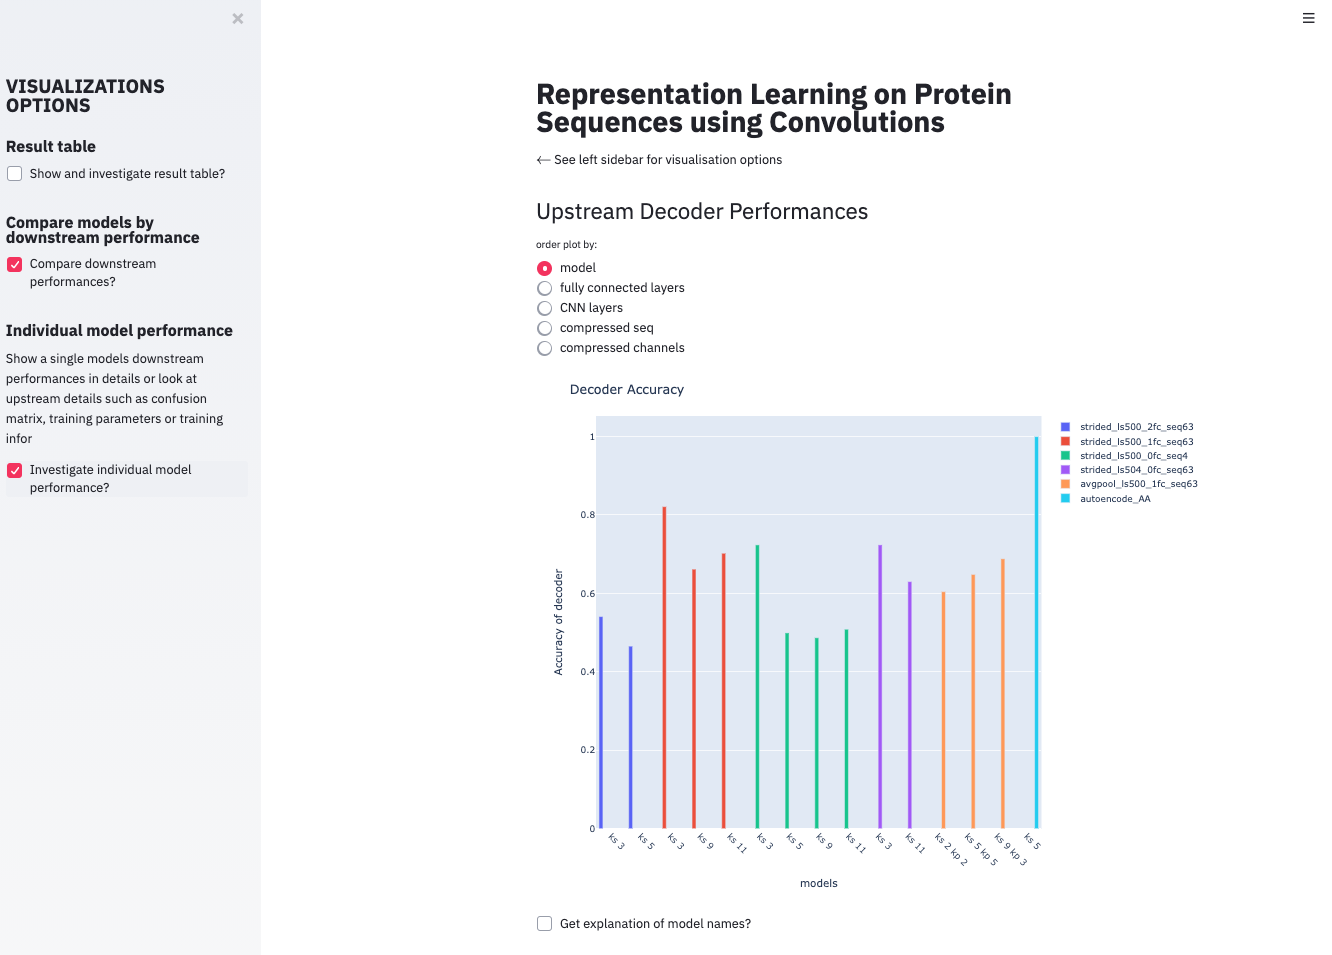 VISUALIZATIONS
OPTIONS
Result table
Show and investigate result table?
Compare models by
downstream performance
Compare downstream
performances?
Individual model performance
Show a single models downstream
performances in details or look at
upstream details such as confusion
matrix, training parameters or training
infor
Investigate individual model
performance?
Representation Learning on Protein
Sequences using Convolutions
← See left sidebar for visualisation options
Upstream Decoder Performances
order plot by:
model
fully connected layers
CNN layers
compressed seq
compressed channels
Decoder Accuracy
Accuracy of decoder
1
0.8
0.6
0.4
0.2
0
ks 3
ks 5
ks 3
ks 9
ks 11
ks 3
ks 5
ks 9
ks 11
ks 3
ks 11
ks 2 kp 2
ks 5 kp 5
ks 9 kp 3
ks 5
models
strided_ls500_2fc_seq63
strided_ls500_1fc_seq63
strided_ls500_0fc_seq4
strided_ls504_0fc_seq63
avgpool_ls500_1fc_seq63
autoencode_AA
Get explanation of model names?